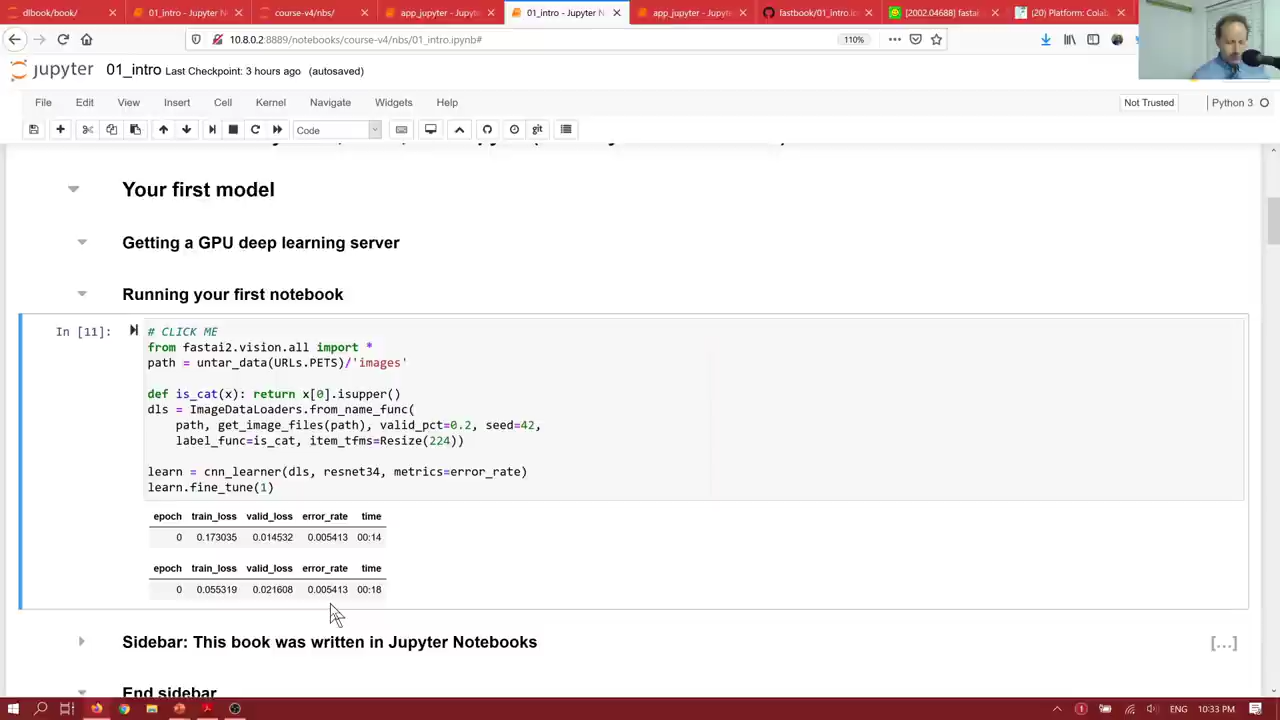 dlbook/book/
01_intro - Jupyter N
course-v4/nbs/
app_jupyter - Jupyter N
01_intro - Jupyter N
app_jupyter - Jupyter N
fastbook/01_intro.i
[2002.04688] fastai
(20) Platform: Cola
10.8.0.2:8889/notebooks/course-v4/nbs/01_intro.ipynb#
110%
jupyter 01_intro Last Checkpoint: 3 hours ago (autosaved)
File Edit View Insert Cell Kernel Navigate Widgets Help
Not Trusted
Python 3
Code
git
Your first model
Getting a GPU deep learning server
Running your first notebook
In [11]:
# CLICK ME
from fastai2.vision.all import *
path = untar_data(URLs.PETS)/'images'
def is_cat(x): return x[0].isupper()
dls = ImageDataLoaders.from_name_func(
path, get_image_files(path), valid_pct=0.2, seed=42,
label_func=is_cat, item_tfms=Resize(224))
learn = cnn_learner(dls, resnet34, metrics=error_rate)
learn.fine_tune(1)
epoch train_loss valid_loss error_rate time
0 0.173035 0.014532 0.005413 00:14
epoch train_loss valid_loss error_rate time
0 0.055319 0.021608 0.005413 00:18
Sidebar: This book was written in Jupyter Notebooks
[...]
End sidebar
ENG
10:33 PM